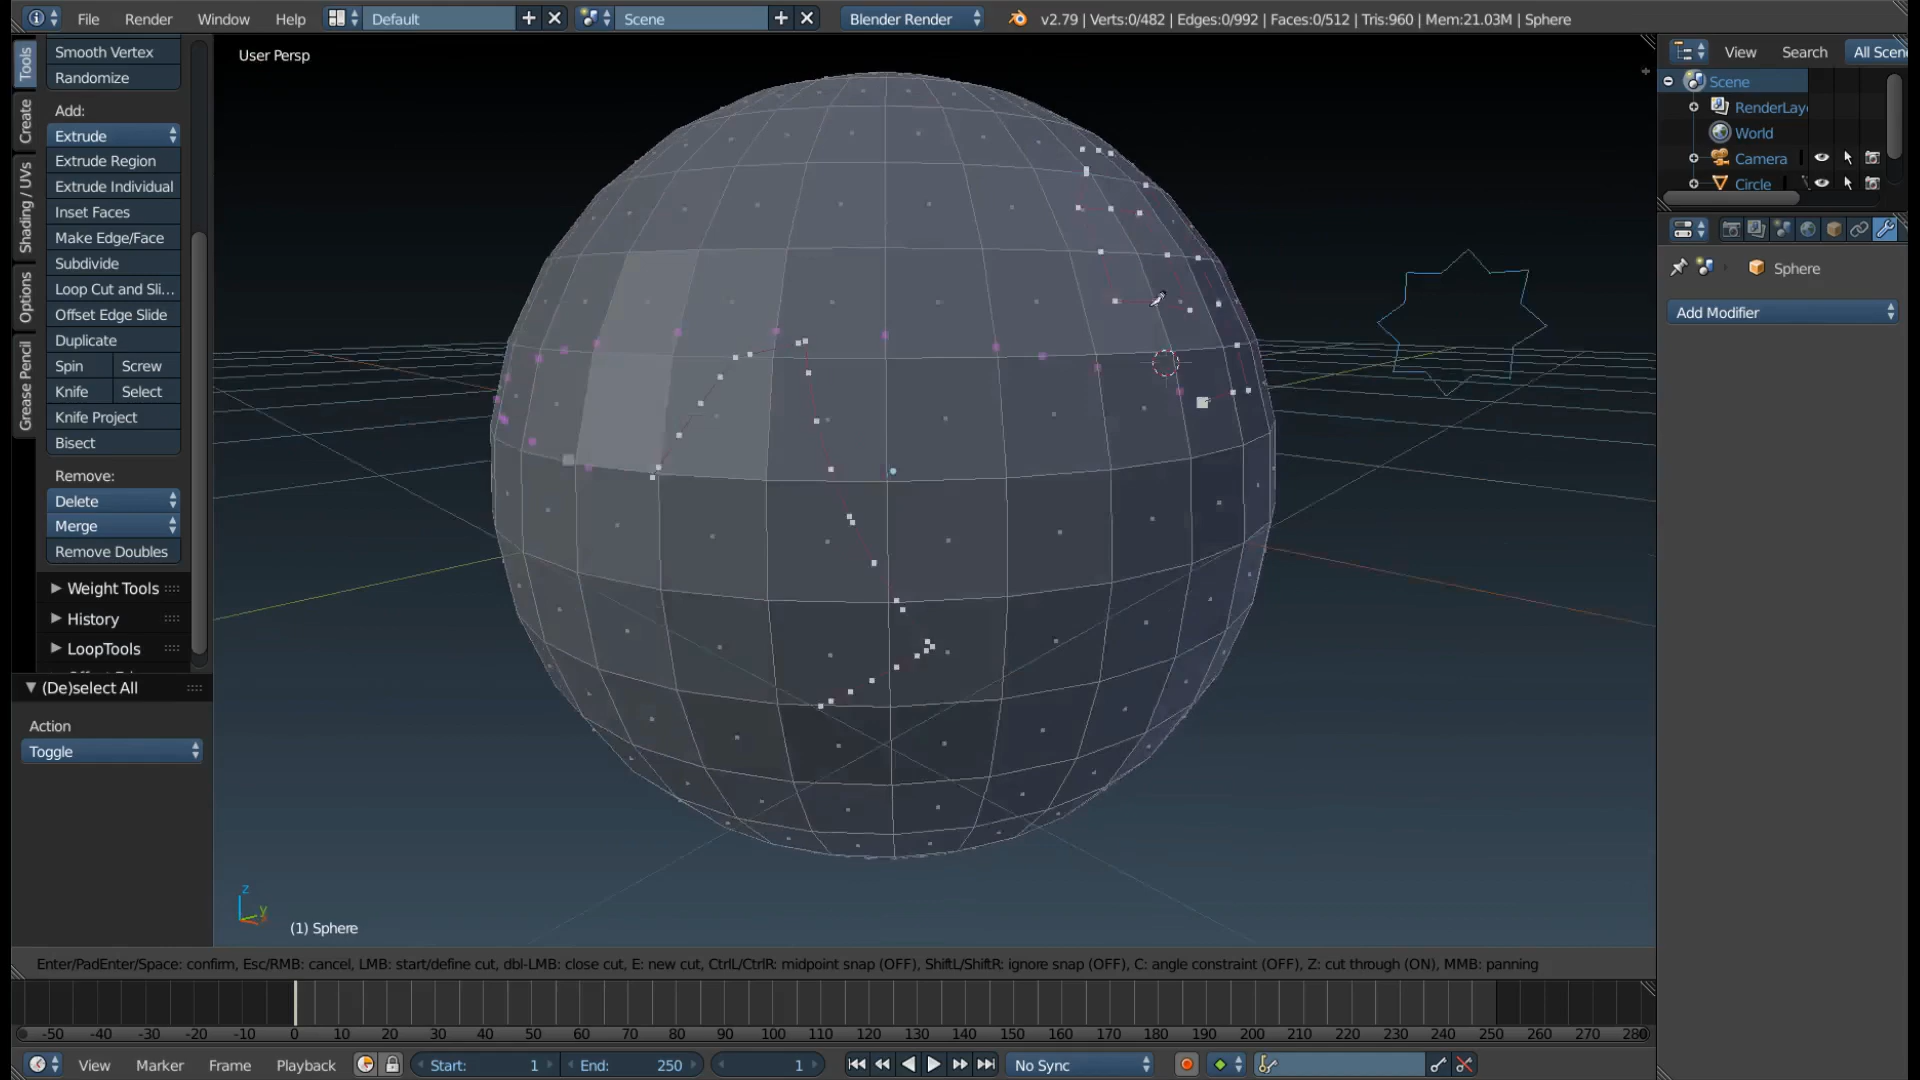 File Render Window Help Default Scene Blender Render v2.79 | Verts:0/482 | Edges:0/992 | Faces:0/512 | Tris:960 | Mem:21.03M | Sphere
Tools
Create
Shading / UVs
Options
Grease Pencil
Smooth Vertex
Randomize
Add:
Extrude
Extrude Region
Extrude Individual
Inset Faces
Make Edge/Face
Subdivide
Loop Cut and Sli...
Offset Edge Slide
Duplicate
Spin Screw
Knife Select
Knife Project
Bisect
Remove:
Delete
Merge
Remove Doubles
Weight Tools
History
LoopTools
(De)select All
Action
Toggle
User Persp
z
y
(1) Sphere
View Search All Scen
Scene
RenderLay
World
Camera
Circle
Sphere
Add Modifier
Enter/PadEnter/Space: confirm, Esc/RMB: cancel, LMB: start/define cut, dbl-LMB: close cut, E: new cut, CtrlL/CtrlR: midpoint snap (OFF), ShiftL/ShiftR: ignore snap (OFF), C: angle constraint (OFF), Z: cut through (ON), MMB: panning
-50 -40 -30 -20 -10 0 10 20 30 40 50 60 70 80 90 100 110 120 130 140 150 160 170 180 190 200 210 220 230 240 250 260 270 280
View Marker Frame Playback Start: 1 End: 250 1 No Sync